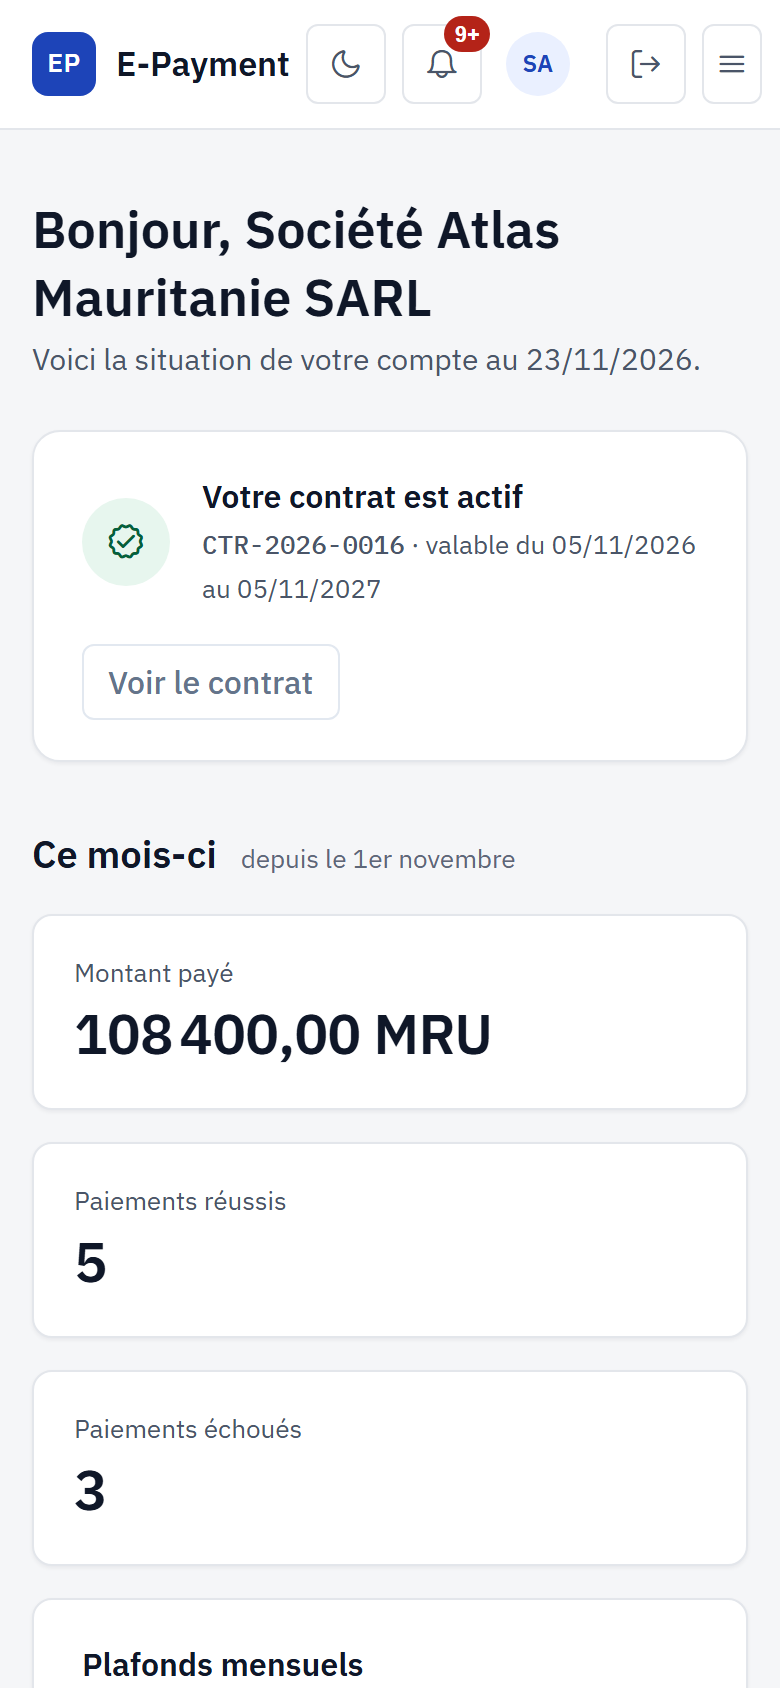 EP E-Payment 9+ SA
Bonjour, Société Atlas
Mauritanie SARL
Voici la situation de votre compte au 23/11/2026.
Votre contrat est actif
CTR-2026-0016 · valable du 05/11/2026
au 05/11/2027
Voir le contrat
Ce mois-ci depuis le 1er novembre
Montant payé
108 400,00 MRU
Paiements réussis
5
Paiements échoués
3
Plafonds mensuels